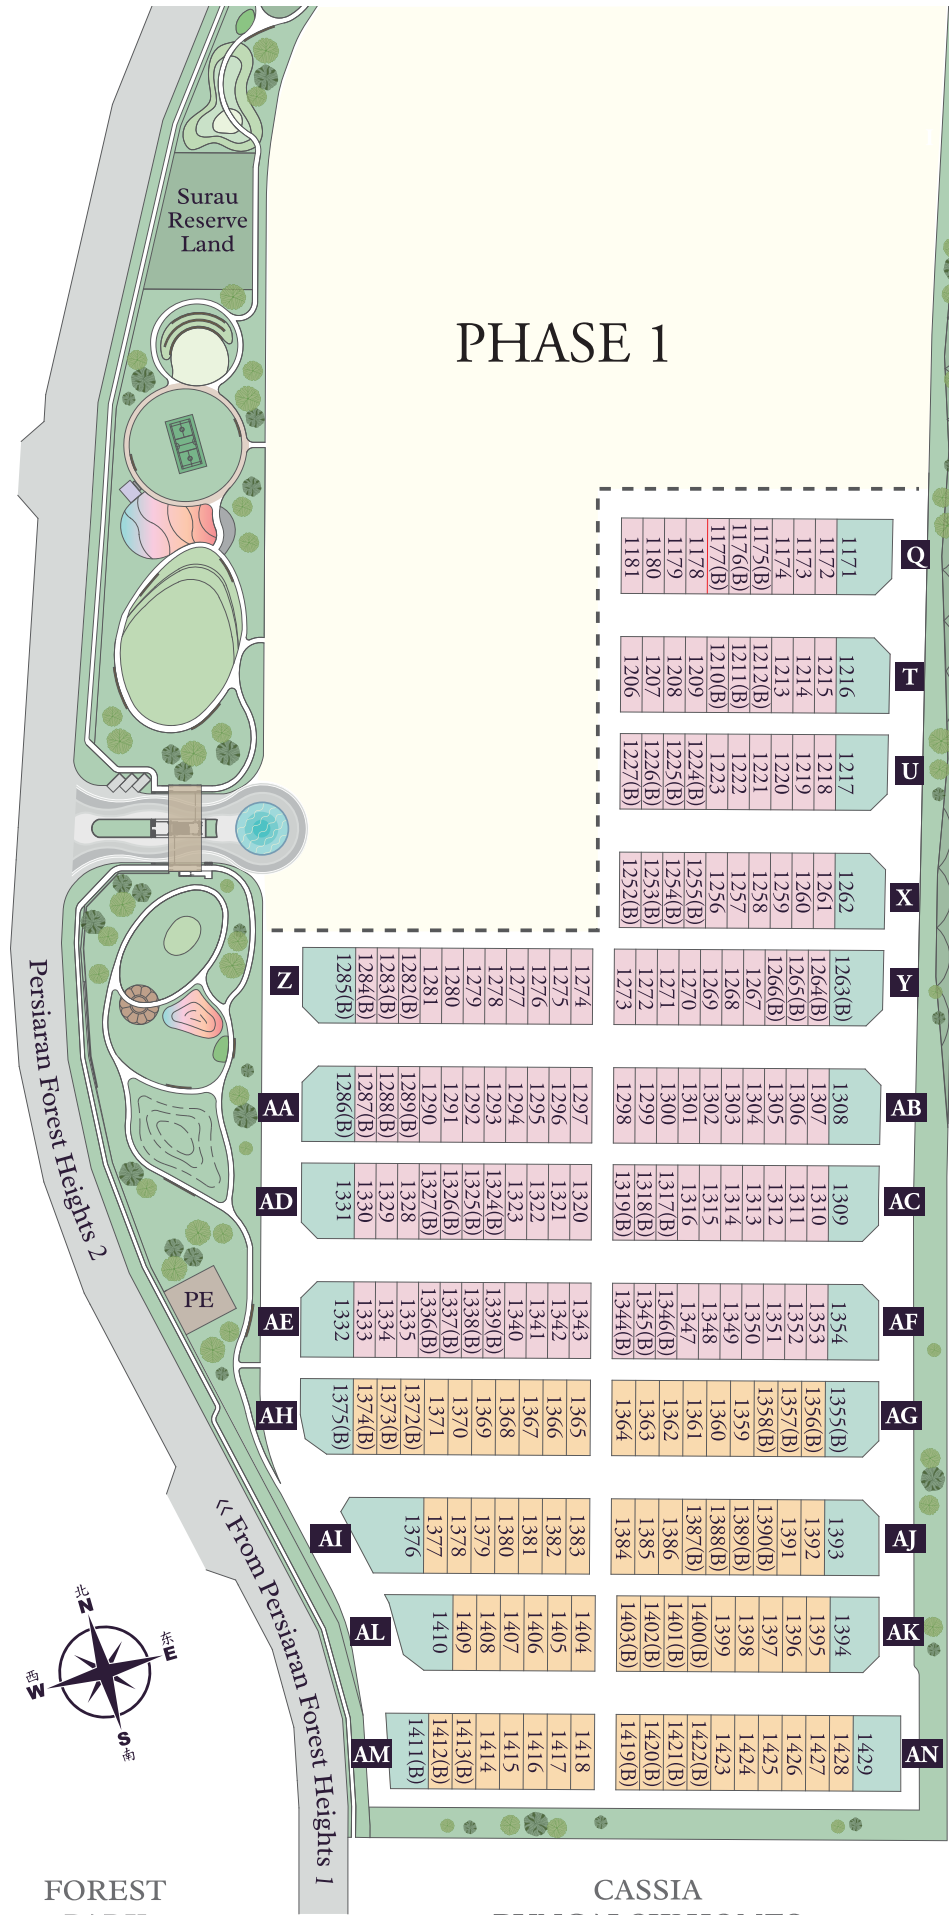 Surau
Reserve
Land
PHASE 1
1181 1180 1179 1178 1177(B) 1176(B) 1175(B) 1174 1173 1172 1171 Q
1206 1207 1208 1209 1210(B) 1211(B) 1212(B) 1213 1214 1215 1216 T
1227(B) 1226(B) 1225(B) 1224(B) 1223 1222 1221 1220 1219 1218 1217 U
1252(B) 1253(B) 1254(B) 1255(B) 1256 1257 1258 1259 1260 1261 1262 X
Z 1285(B) 1284(B) 1283(B) 1282(B) 1281 1280 1279 1278 1277 1276 1275 1274
1273 1272 1271 1270 1269 1268 1267 1266(B) 1265(B) 1264(B) 1263(B) Y
Persiaran Forest Heights 2
AA 1286(B) 1287(B) 1288(B) 1289(B) 1290 1291 1292 1293 1294 1295 1296 1297
1298 1299 1300 1301 1302 1303 1304 1305 1306 1307 1308 AB
AD 1331 1330 1329 1328 1327(B) 1326(B) 1325(B) 1324(B) 1323 1322 1321 1320
1319(B) 1318(B) 1317(B) 1316 1315 1314 1313 1312 1311 1310 1309 AC
PE
AE 1332 1333 1334 1335 1336(B) 1337(B) 1338(B) 1339(B) 1340 1341 1342 1343
1344(B) 1345(B) 1346(B) 1347 1348 1349 1350 1351 1352 1353 1354 AF
AH 1375(B) 1374(B) 1373(B) 1372(B) 1371 1370 1369 1368 1367 1366 1365
1364 1363 1362 1361 1360 1359 1358(B) 1357(B) 1356(B) 1355(B) AG
AI 1376 1377 1378 1379 1380 1381 1382 1383
1384 1385 1386 1387(B) 1388(B) 1389(B) 1390(B) 1391 1392 1393 AJ
« From Persiaran Forest Heights 1
AL 1410 1409 1408 1407 1406 1405 1404
1403(B) 1402(B) 1401(B) 1400(B) 1399 1398 1397 1396 1395 1394 AK
北
N
东
E
西
W
S
南
AM 1411(B) 1412(B) 1413(B) 1414 1415 1416 1417 1418
1419(B) 1420(B) 1421(B) 1422(B) 1423 1424 1425 1426 1427 1428 1429 AN
FOREST
CASSIA